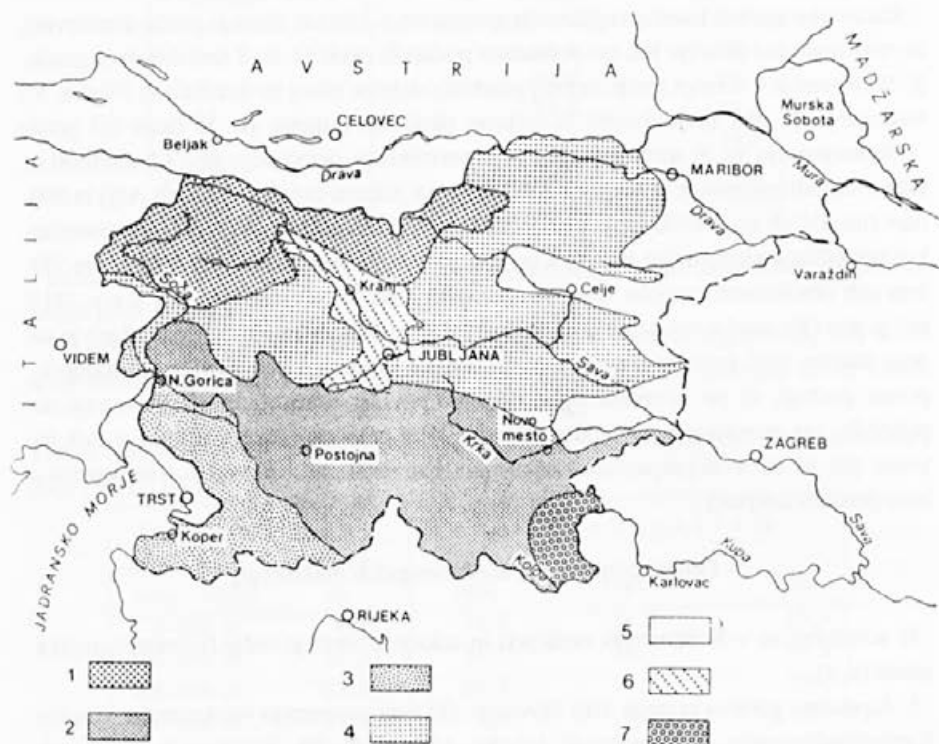 AVSTRIJA
MADŽARSKA
ITALIJA
CELOVEC
Beljak
Drava
Murska
Sobota
MARIBOR
Mura
Drava
Varaždin
Kranj
Celje
VIDEM
LJUBLJANA
Sava
N. Gorica
Novo
mesto
Krka
ZAGREB
Postojna
TRST
Koper
JADRANSKO MORJE
Kolpa
Kupa
Sava
Karlovac
RIJEKA
1
2
3
4
5
6
7